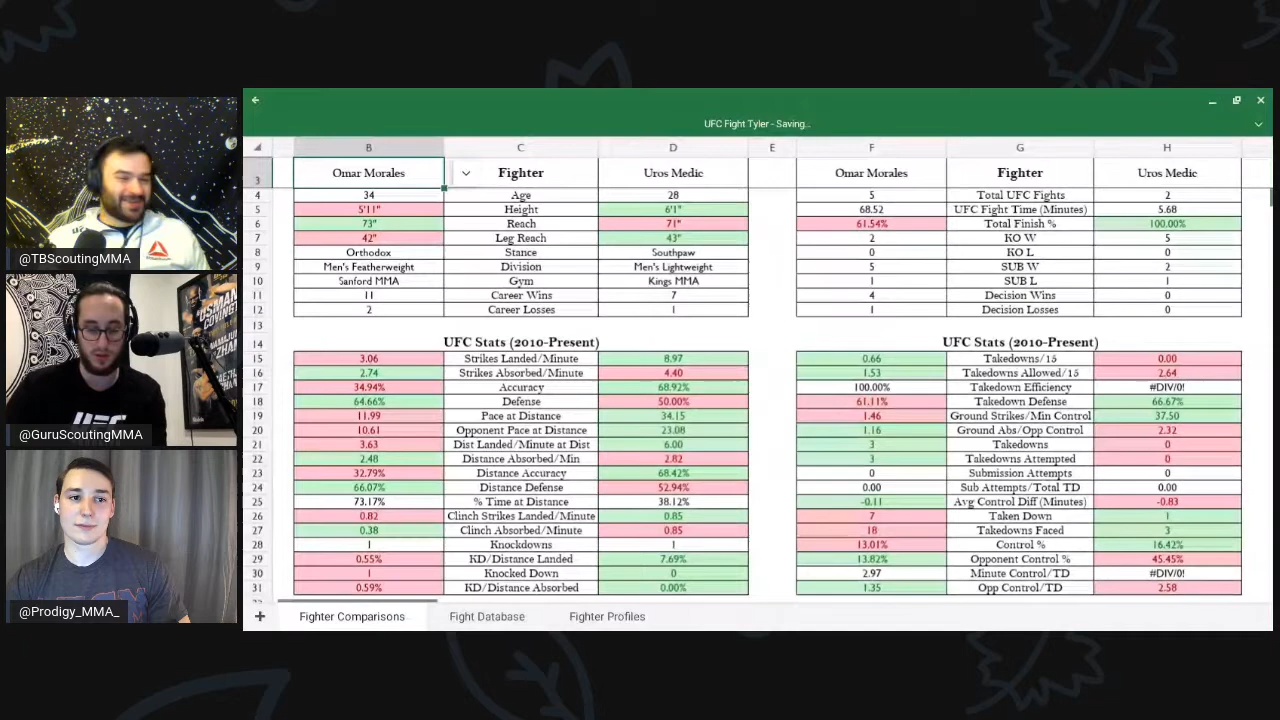 UFC Fight Tyler - Saving...
B C D E F G H
3 Omar Morales Fighter Uros Medic Omar Morales Fighter Uros Medic
4 34 Age 28 5 Total UFC Fights 2
5 5'11" Height 6'1" 68.52 UFC Fight Time (Minutes) 5.68
6 73" Reach 71" 61.54% Total Finish % 100.00%
7 42" Leg Reach 43" 2 KO W 5
8 Orthodox Stance Southpaw 0 KO L 0
9 Men's Featherweight Division Men's Lightweight 5 SUB W 2
10 Sanford MMA Gym Kings MMA 1 SUB L 1
11 11 Career Wins 7 4 Decision Wins 0
12 2 Career Losses 1 1 Decision Losses 0
13
14 UFC Stats (2010-Present) UFC Stats (2010-Present)
15 3.06 Strikes Landed/Minute 8.97 0.66 Takedowns/15 0.00
16 2.74 Strikes Absorbed/Minute 4.40 1.53 Takedowns Allowed/15 2.64
17 34.94% Accuracy 68.92% 100.00% Takedown Efficiency #DIV/0!
18 64.66% Defense 50.00% 61.11% Takedown Defense 66.67%
19 11.99 Pace at Distance 34.15 1.46 Ground Strikes/Min Control 37.50
20 10.61 Opponent Pace at Distance 23.08 1.16 Ground Abs/Opp Control 2.32
21 3.63 Dist Landed/Minute at Dist 6.00 3 Takedowns 0
22 2.48 Distance Absorbed/Min 2.82 3 Takedowns Attempted 0
23 32.79% Distance Accuracy 68.42% 0 Submission Attempts 0
24 66.07% Distance Defense 52.94% 0.00 Sub Attempts/Total TD 0.00
25 73.17% % Time at Distance 38.12% -0.11 Avg Control Diff (Minutes) -0.83
26 0.82 Clinch Strikes Landed/Minute 0.85 7 Taken Down 1
27 0.38 Clinch Absorbed/Minute 0.85 18 Takedowns Faced 3
28 1 Knockdowns 1 13.01% Control % 16.42%
29 0.55% KD/Distance Landed 7.69% 13.82% Opponent Control % 45.45%
30 1 Knocked Down 0 2.97 Minute Control/TD #DIV/0!
31 0.59% KD/Distance Absorbed 0.00% 1.35 Opp Control/TD 2.58
Fighter Comparisons Fight Database Fighter Profiles
@TBScoutingMMA
USMAN
COVINGTON
UFC
@GuruScoutingMMA
@Prodigy_MMA_